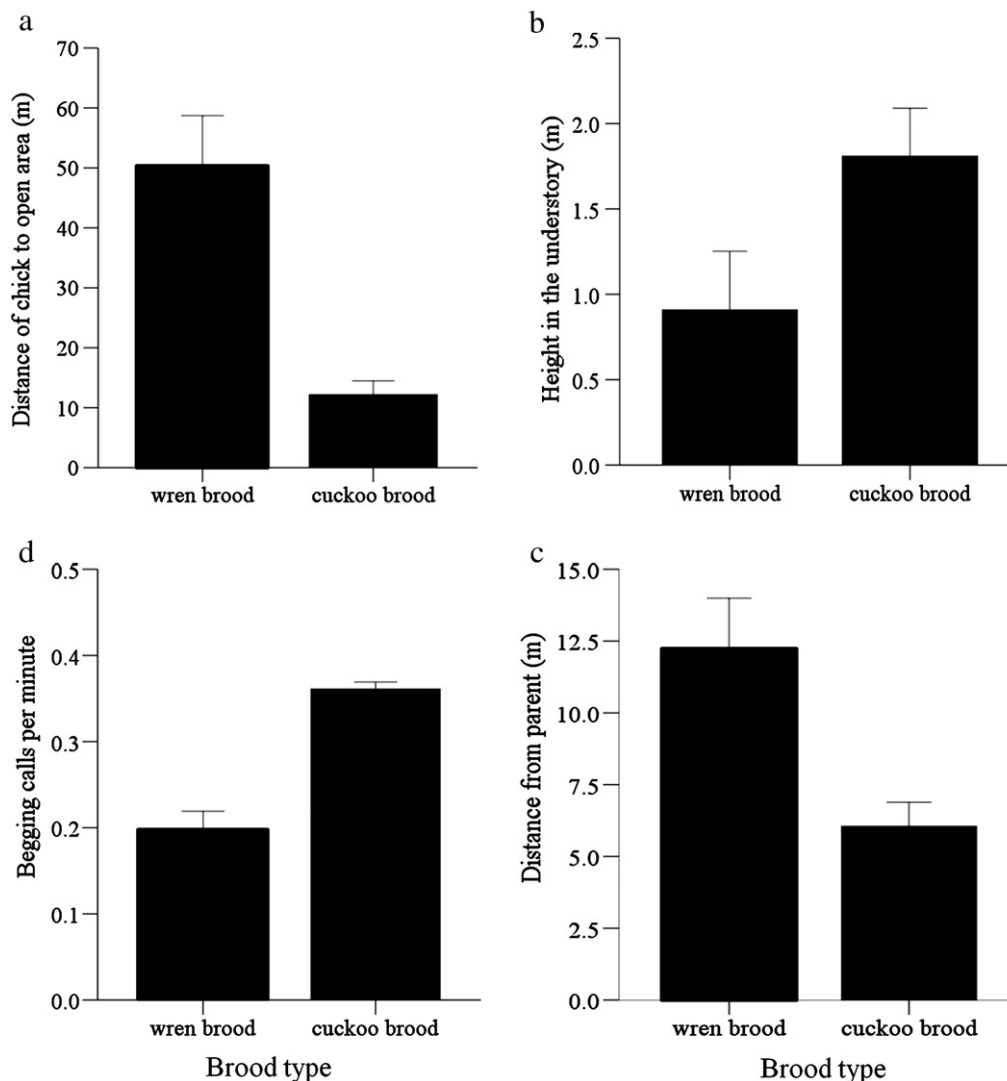 a
Distance of chick to open area (m)
70
60
50
40
30
20
10
0
wren brood
cuckoo brood
b
Height in the understory (m)
2.5
2.0
1.5
1.0
0.5
0.0
wren brood
cuckoo brood
d
Begging calls per minute
0.5
0.4
0.3
0.2
0.1
0.0
wren brood
cuckoo brood
Brood type
c
Distance from parent (m)
15.0
12.5
10.0
7.5
5.0
2.5
0.0
wren brood
cuckoo brood
Brood type